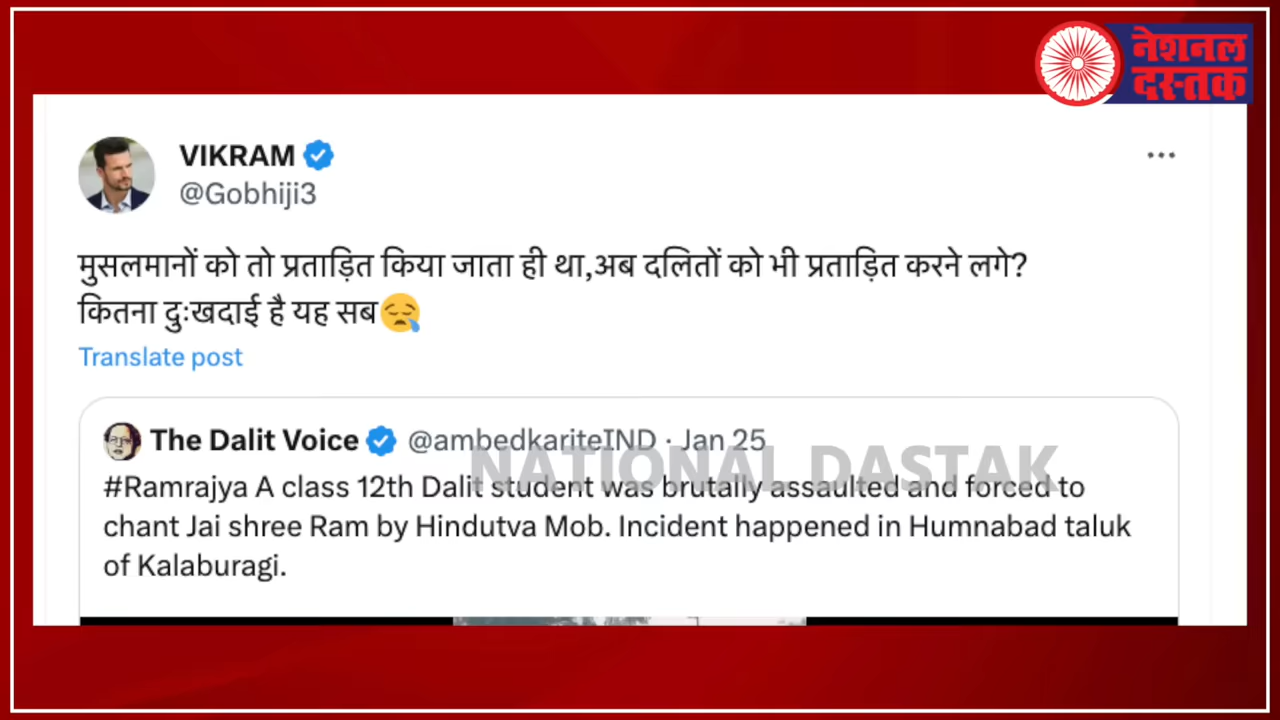 नेशनल
दस्तक
VIKRAM
@Gobhiji3
मुसलमानों को तो प्रताड़ित किया जाता ही था,अब दलितों को भी प्रताड़ित करने लगे?
कितना दुःखदाई है यह सब😪
Translate post
The Dalit Voice @ambedkariteIND · Jan 25
NATIONAL DASTAK
#Ramrajya A class 12th Dalit student was brutally assaulted and forced to
chant Jai shree Ram by Hindutva Mob. Incident happened in Humnabad taluk
of Kalaburagi.